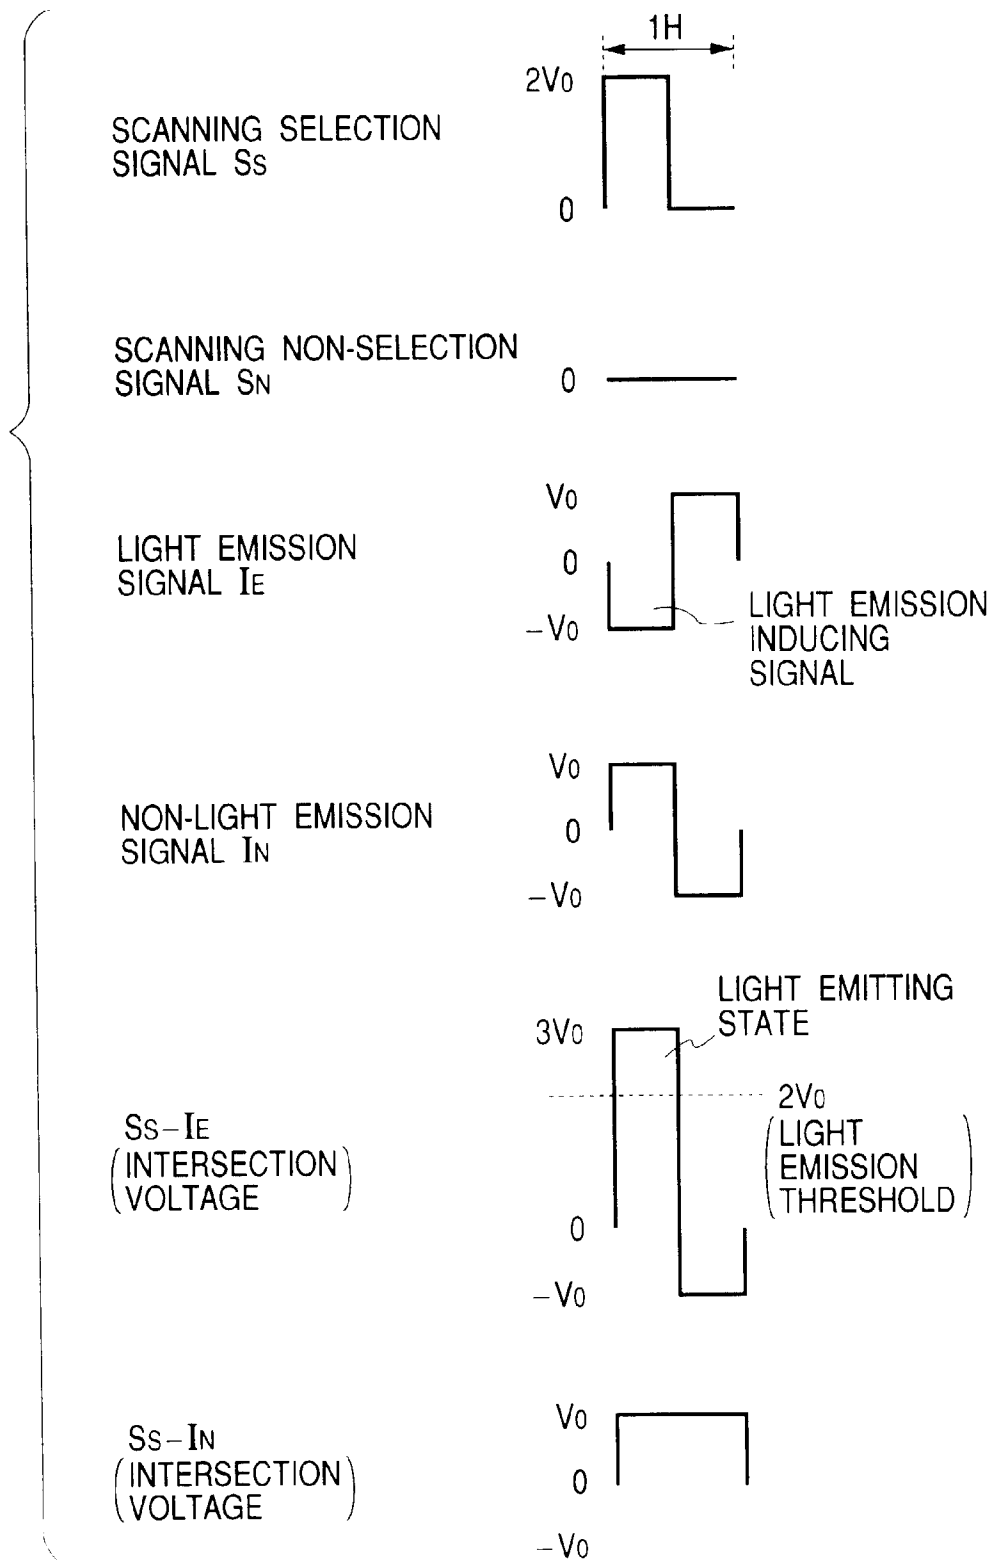 1H
2V0
SCANNING SELECTION
SIGNAL SS
0
SCANNING NON-SELECTION
SIGNAL SN
0
V0
LIGHT EMISSION
SIGNAL IE
0
−V0
LIGHT EMISSION
INDUCING
SIGNAL
V0
NON-LIGHT EMISSION
SIGNAL IN
0
−V0
LIGHT EMITTING
STATE
3V0
2V0
(LIGHT
EMISSION
THRESHOLD)
SS−IE
(INTERSECTION
VOLTAGE)
0
−V0
V0
SS−IN
(INTERSECTION
VOLTAGE)
0
−V0